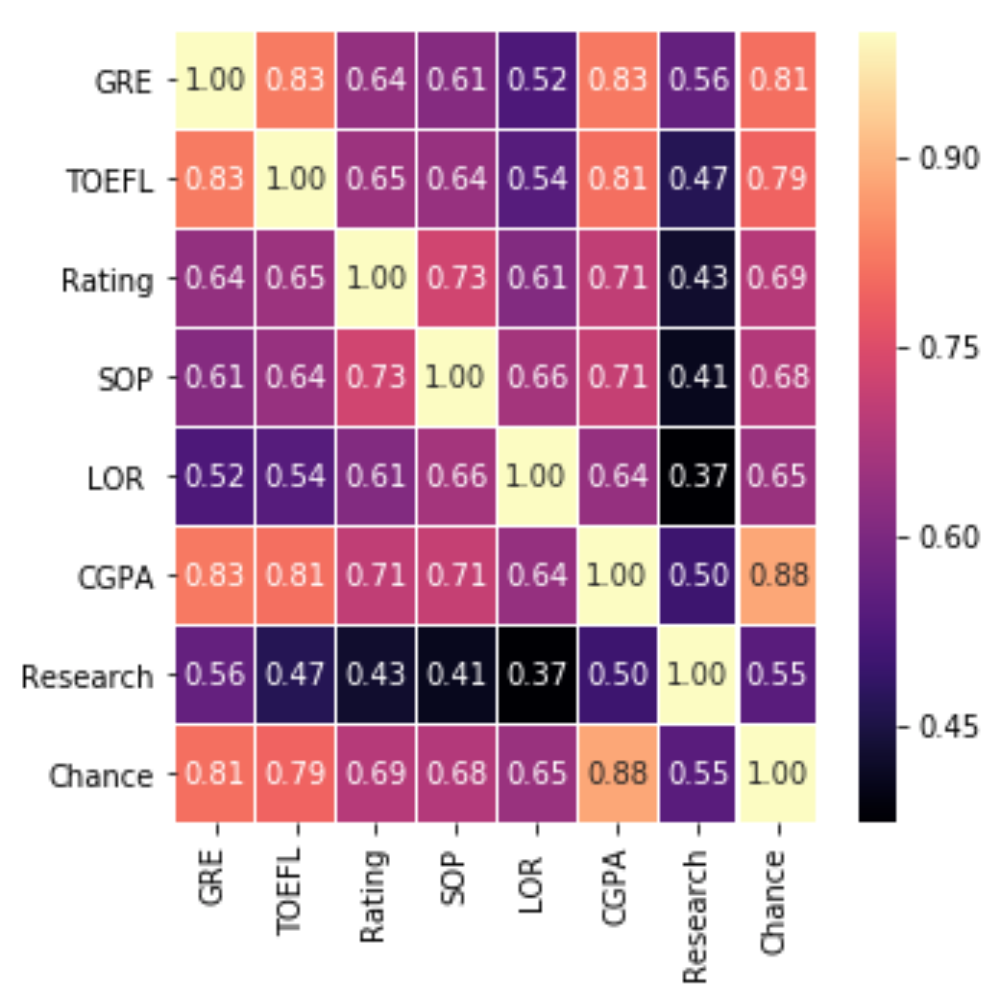 GRE 1.00 0.83 0.64 0.61 0.52 0.83 0.56 0.81
TOEFL 0.83 1.00 0.65 0.64 0.54 0.81 0.47 0.79
Rating 0.64 0.65 1.00 0.73 0.61 0.71 0.43 0.69
SOP 0.61 0.64 0.73 1.00 0.66 0.71 0.41 0.68
LOR 0.52 0.54 0.61 0.66 1.00 0.64 0.37 0.65
CGPA 0.83 0.81 0.71 0.71 0.64 1.00 0.50 0.88
Research 0.56 0.47 0.43 0.41 0.37 0.50 1.00 0.55
Chance 0.81 0.79 0.69 0.68 0.65 0.88 0.55 1.00
GRE TOEFL Rating SOP LOR CGPA Research Chance
0.90
0.75
0.60
0.45